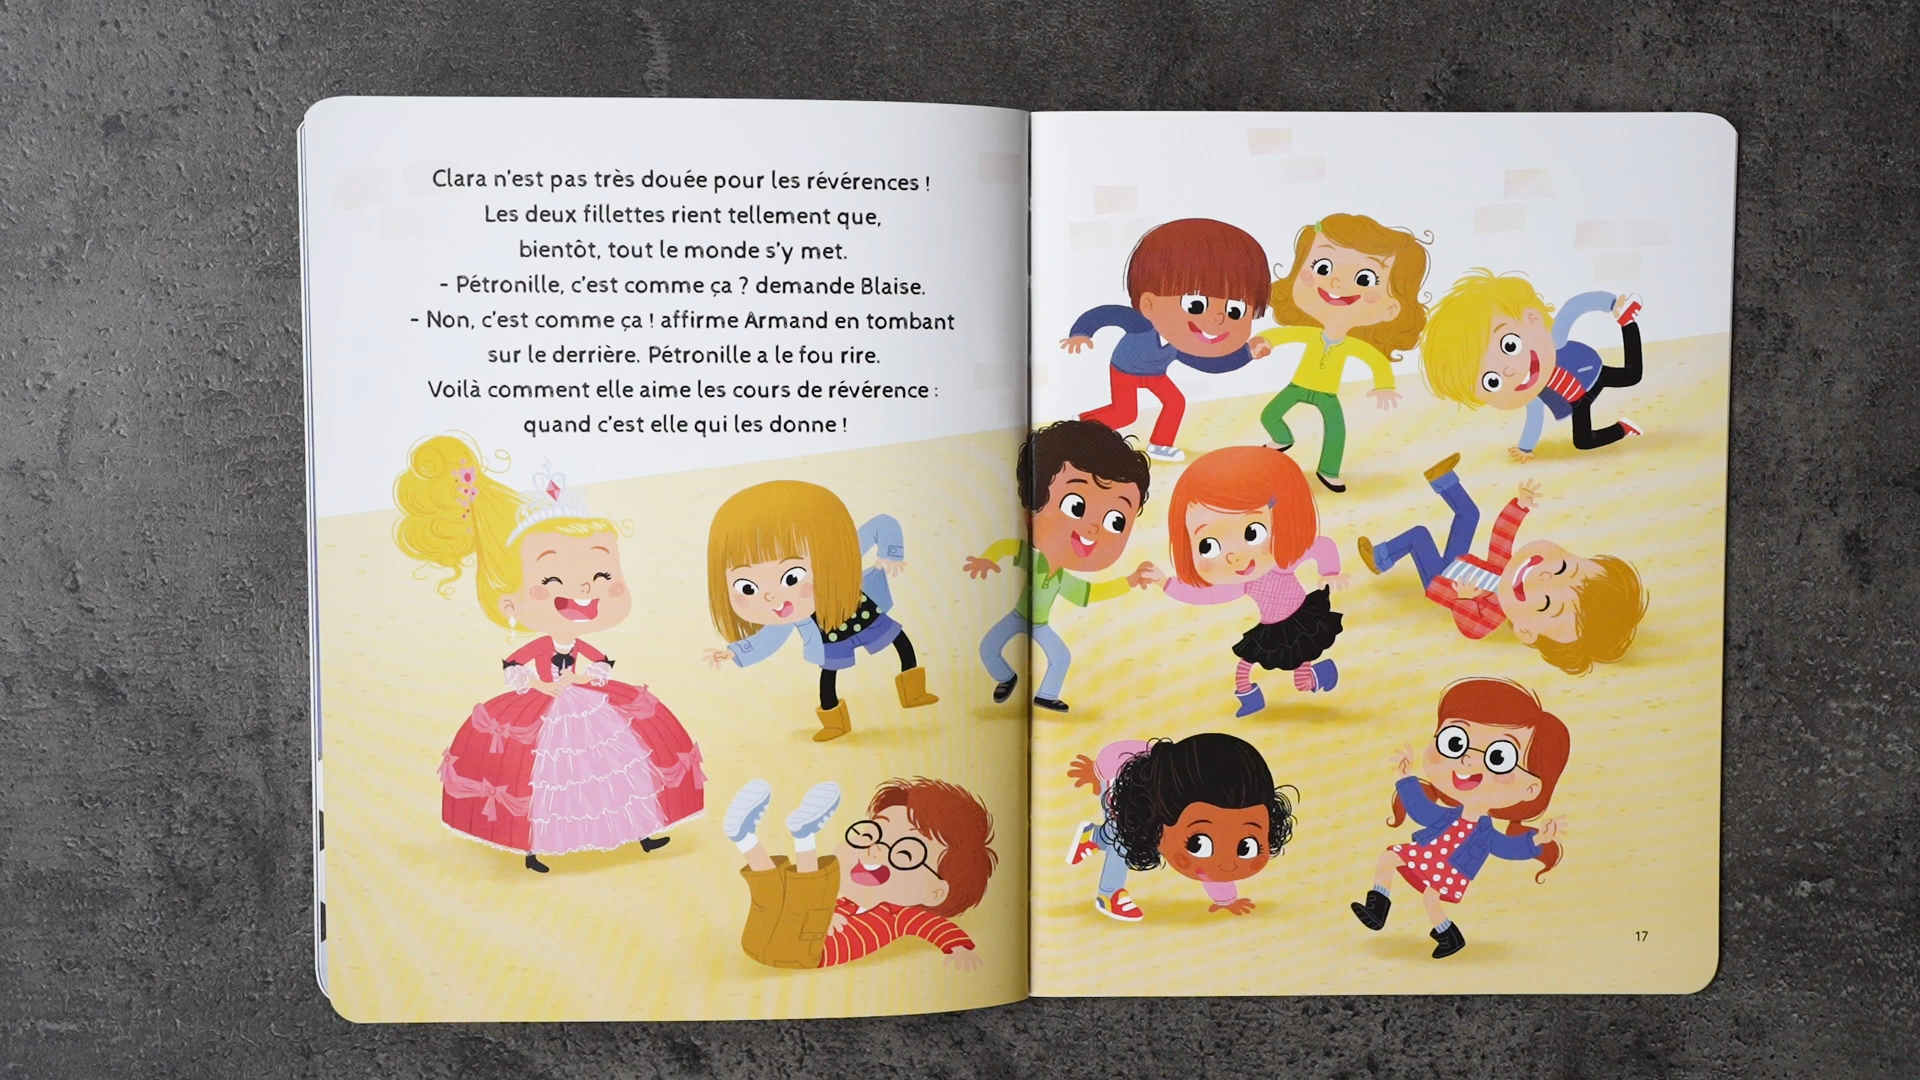 Clara n'est pas très douée pour les révérences !
Les deux fillettes rient tellement que,
bientôt, tout le monde s'y met.
- Pétronille, c'est comme ça ? demande Blaise.
- Non, c'est comme ça ! affirme Armand en tombant
sur le derrière. Pétronille a le fou rire.
Voilà comment elle aime les cours de révérence :
quand c'est elle qui les donne !
17